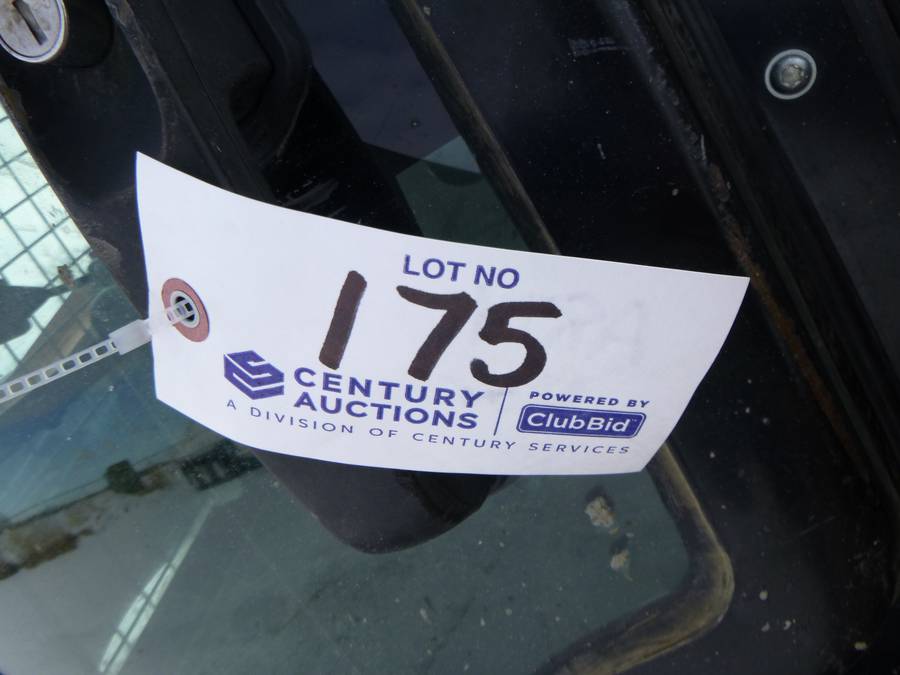 LOT NO
175
CENTURY
AUCTIONS
A DIVISION OF CENTURY SERVICES
POWERED BY
ClubBid